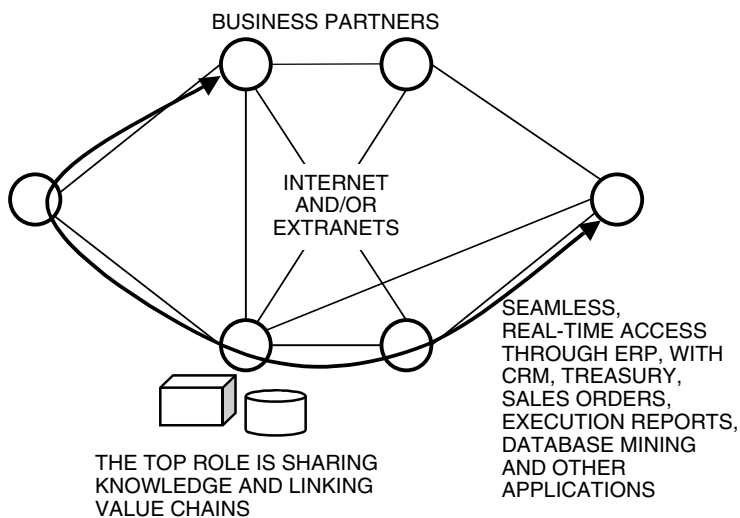 BUSINESS PARTNERS
INTERNET
AND/OR
EXTRANETS
SEAMLESS,
REAL-TIME ACCESS
THROUGH ERP, WITH
CRM, TREASURY,
SALES ORDERS,
EXECUTION REPORTS,
DATABASE MINING
AND OTHER
APPLICATIONS
THE TOP ROLE IS SHARING
KNOWLEDGE AND LINKING
VALUE CHAINS